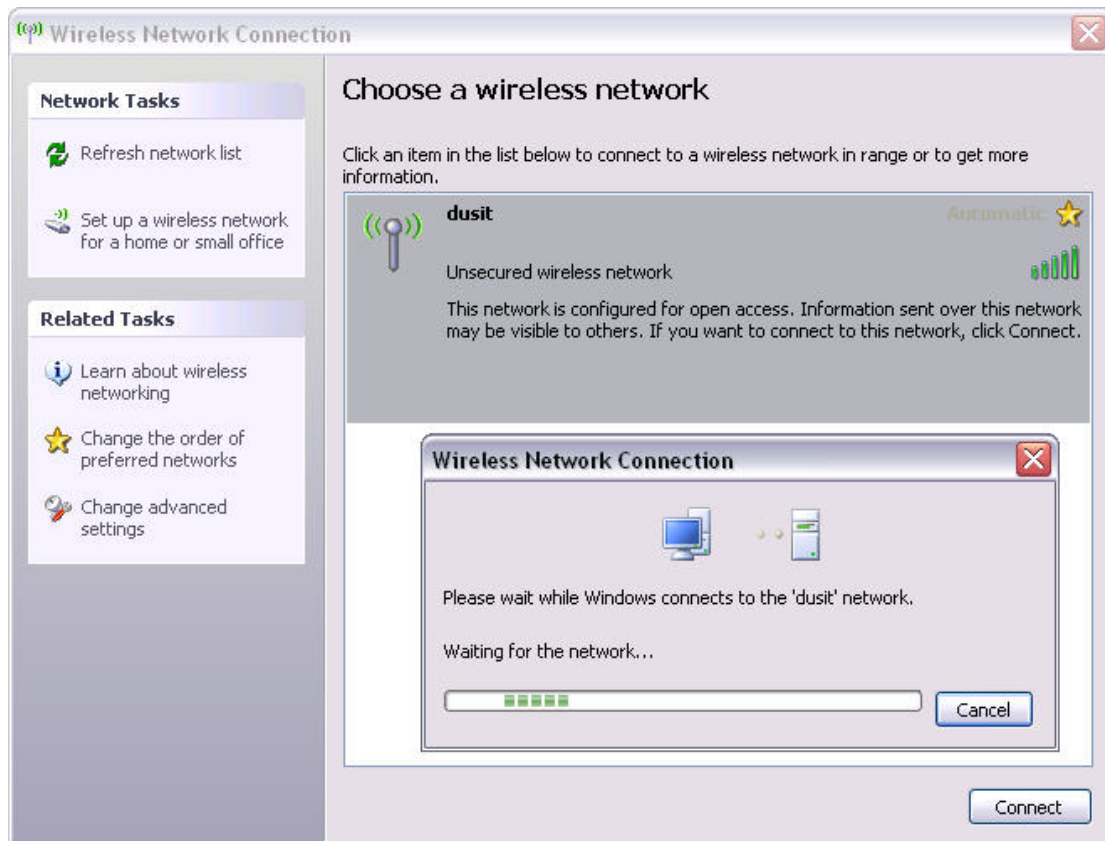 Wireless Network Connection
Network Tasks
Refresh network list
Set up a wireless network
for a home or small office
Related Tasks
Learn about wireless
networking
Change the order of
preferred networks
Change advanced
settings
Choose a wireless network
Click an item in the list below to connect to a wireless network in range or to get more
information.
dusit
Automatic
Unsecured wireless network
This network is configured for open access. Information sent over this network
may be visible to others. If you want to connect to this network, click Connect.
Wireless Network Connection
Please wait while Windows connects to the 'dusit' network.
Waiting for the network...
Cancel
Connect